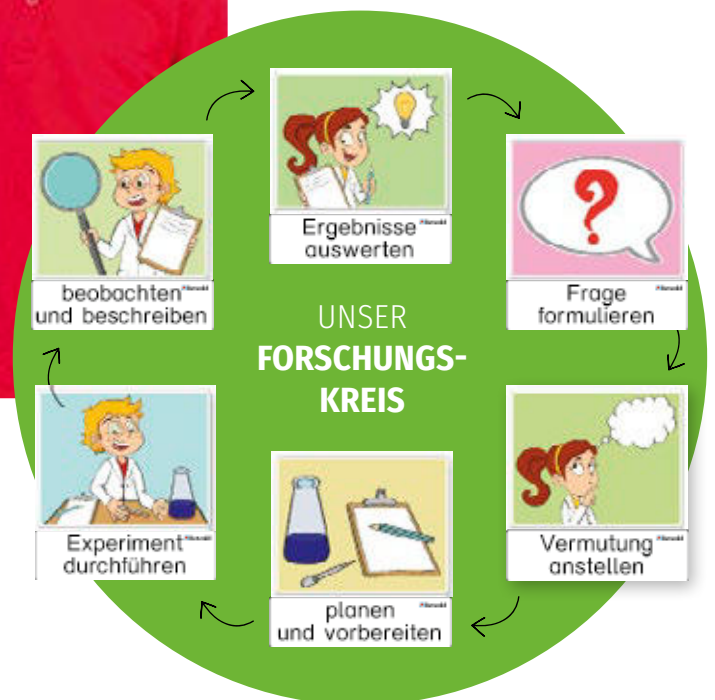 Ergebnisse
auswerten
Frage
formulieren
Vermutung
anstellen
planen
und vorbereiten
Experiment
durchführen
beobachten
und beschreiben
UNSER
FORSCHUNGS-
KREIS
?